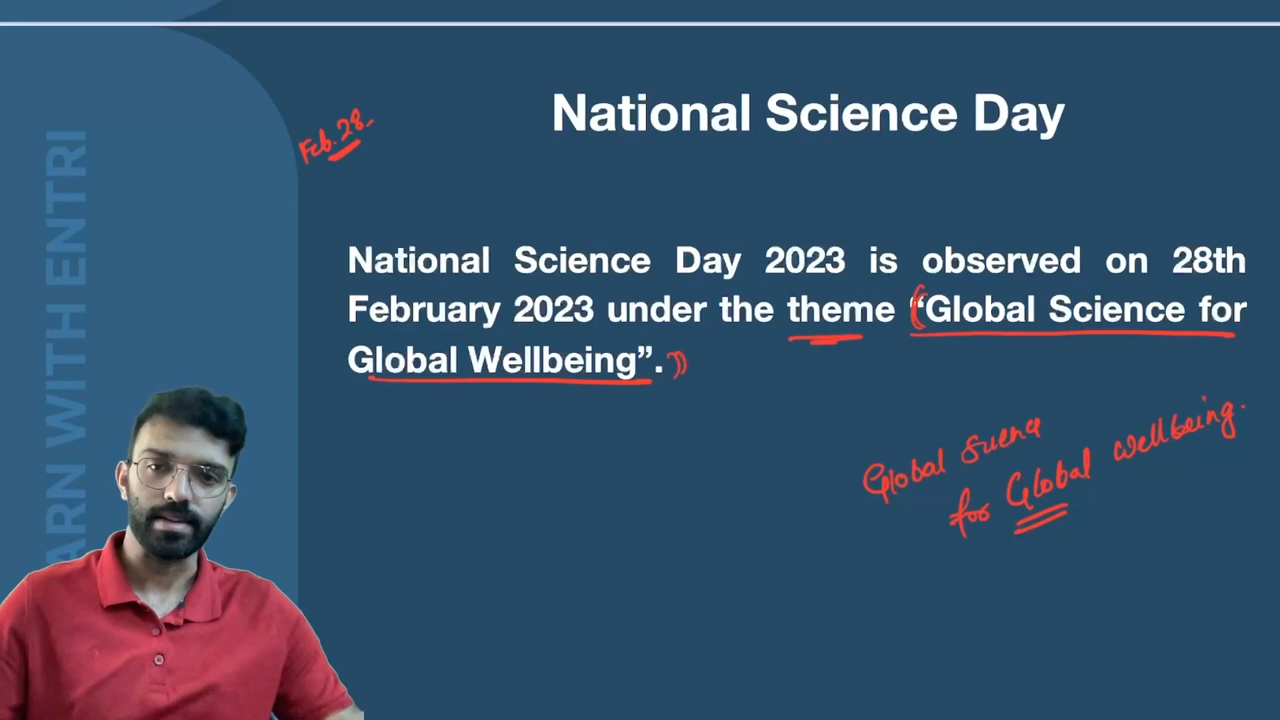 National Science Day
Feb. 28
National Science Day 2023 is observed on 28th
February 2023 under the theme “Global Science for
Global Wellbeing”.
Global Science
for Global wellbeing.
ARN WITH ENTRI